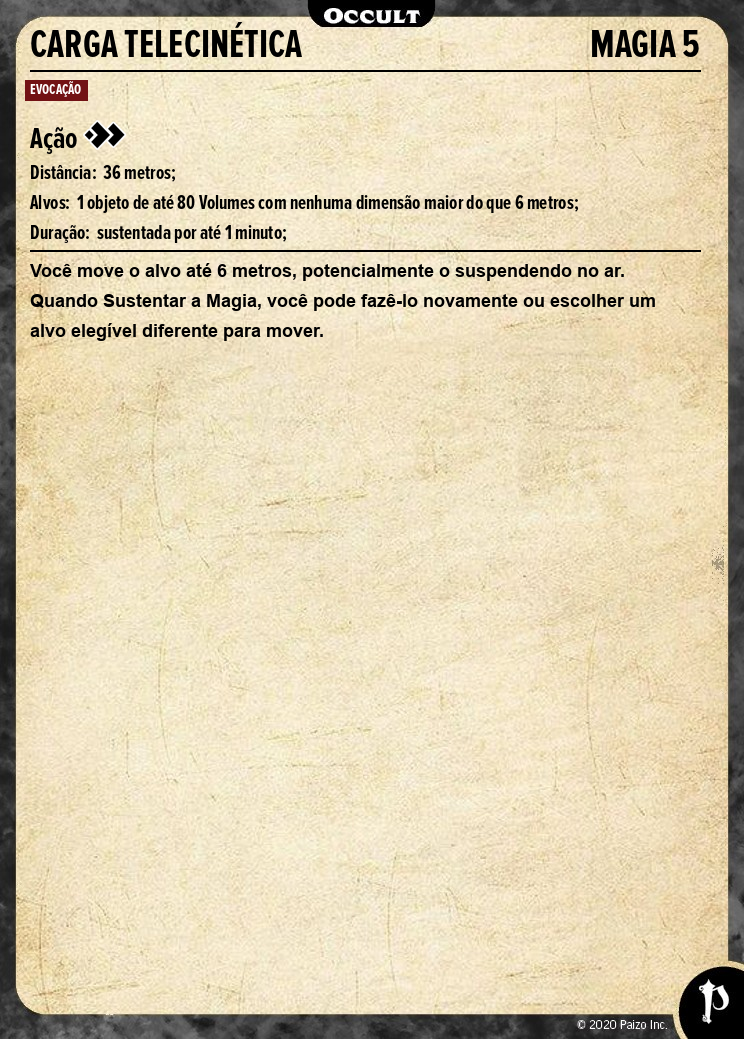 OCCULT
CARGA TELECINÉTICA MAGIA 5
EVOCAÇÃO
Ação
Distância: 36 metros;
Alvos: 1 objeto de até 80 Volumes com nenhuma dimensão maior do que 6 metros;
Duração: sustentada por até 1 minuto;
Você move o alvo até 6 metros, potencialmente o suspendendo no ar.
Quando Sustentar a Magia, você pode fazê-lo novamente ou escolher um
alvo elegível diferente para mover.
© 2020 Paizo Inc.
P